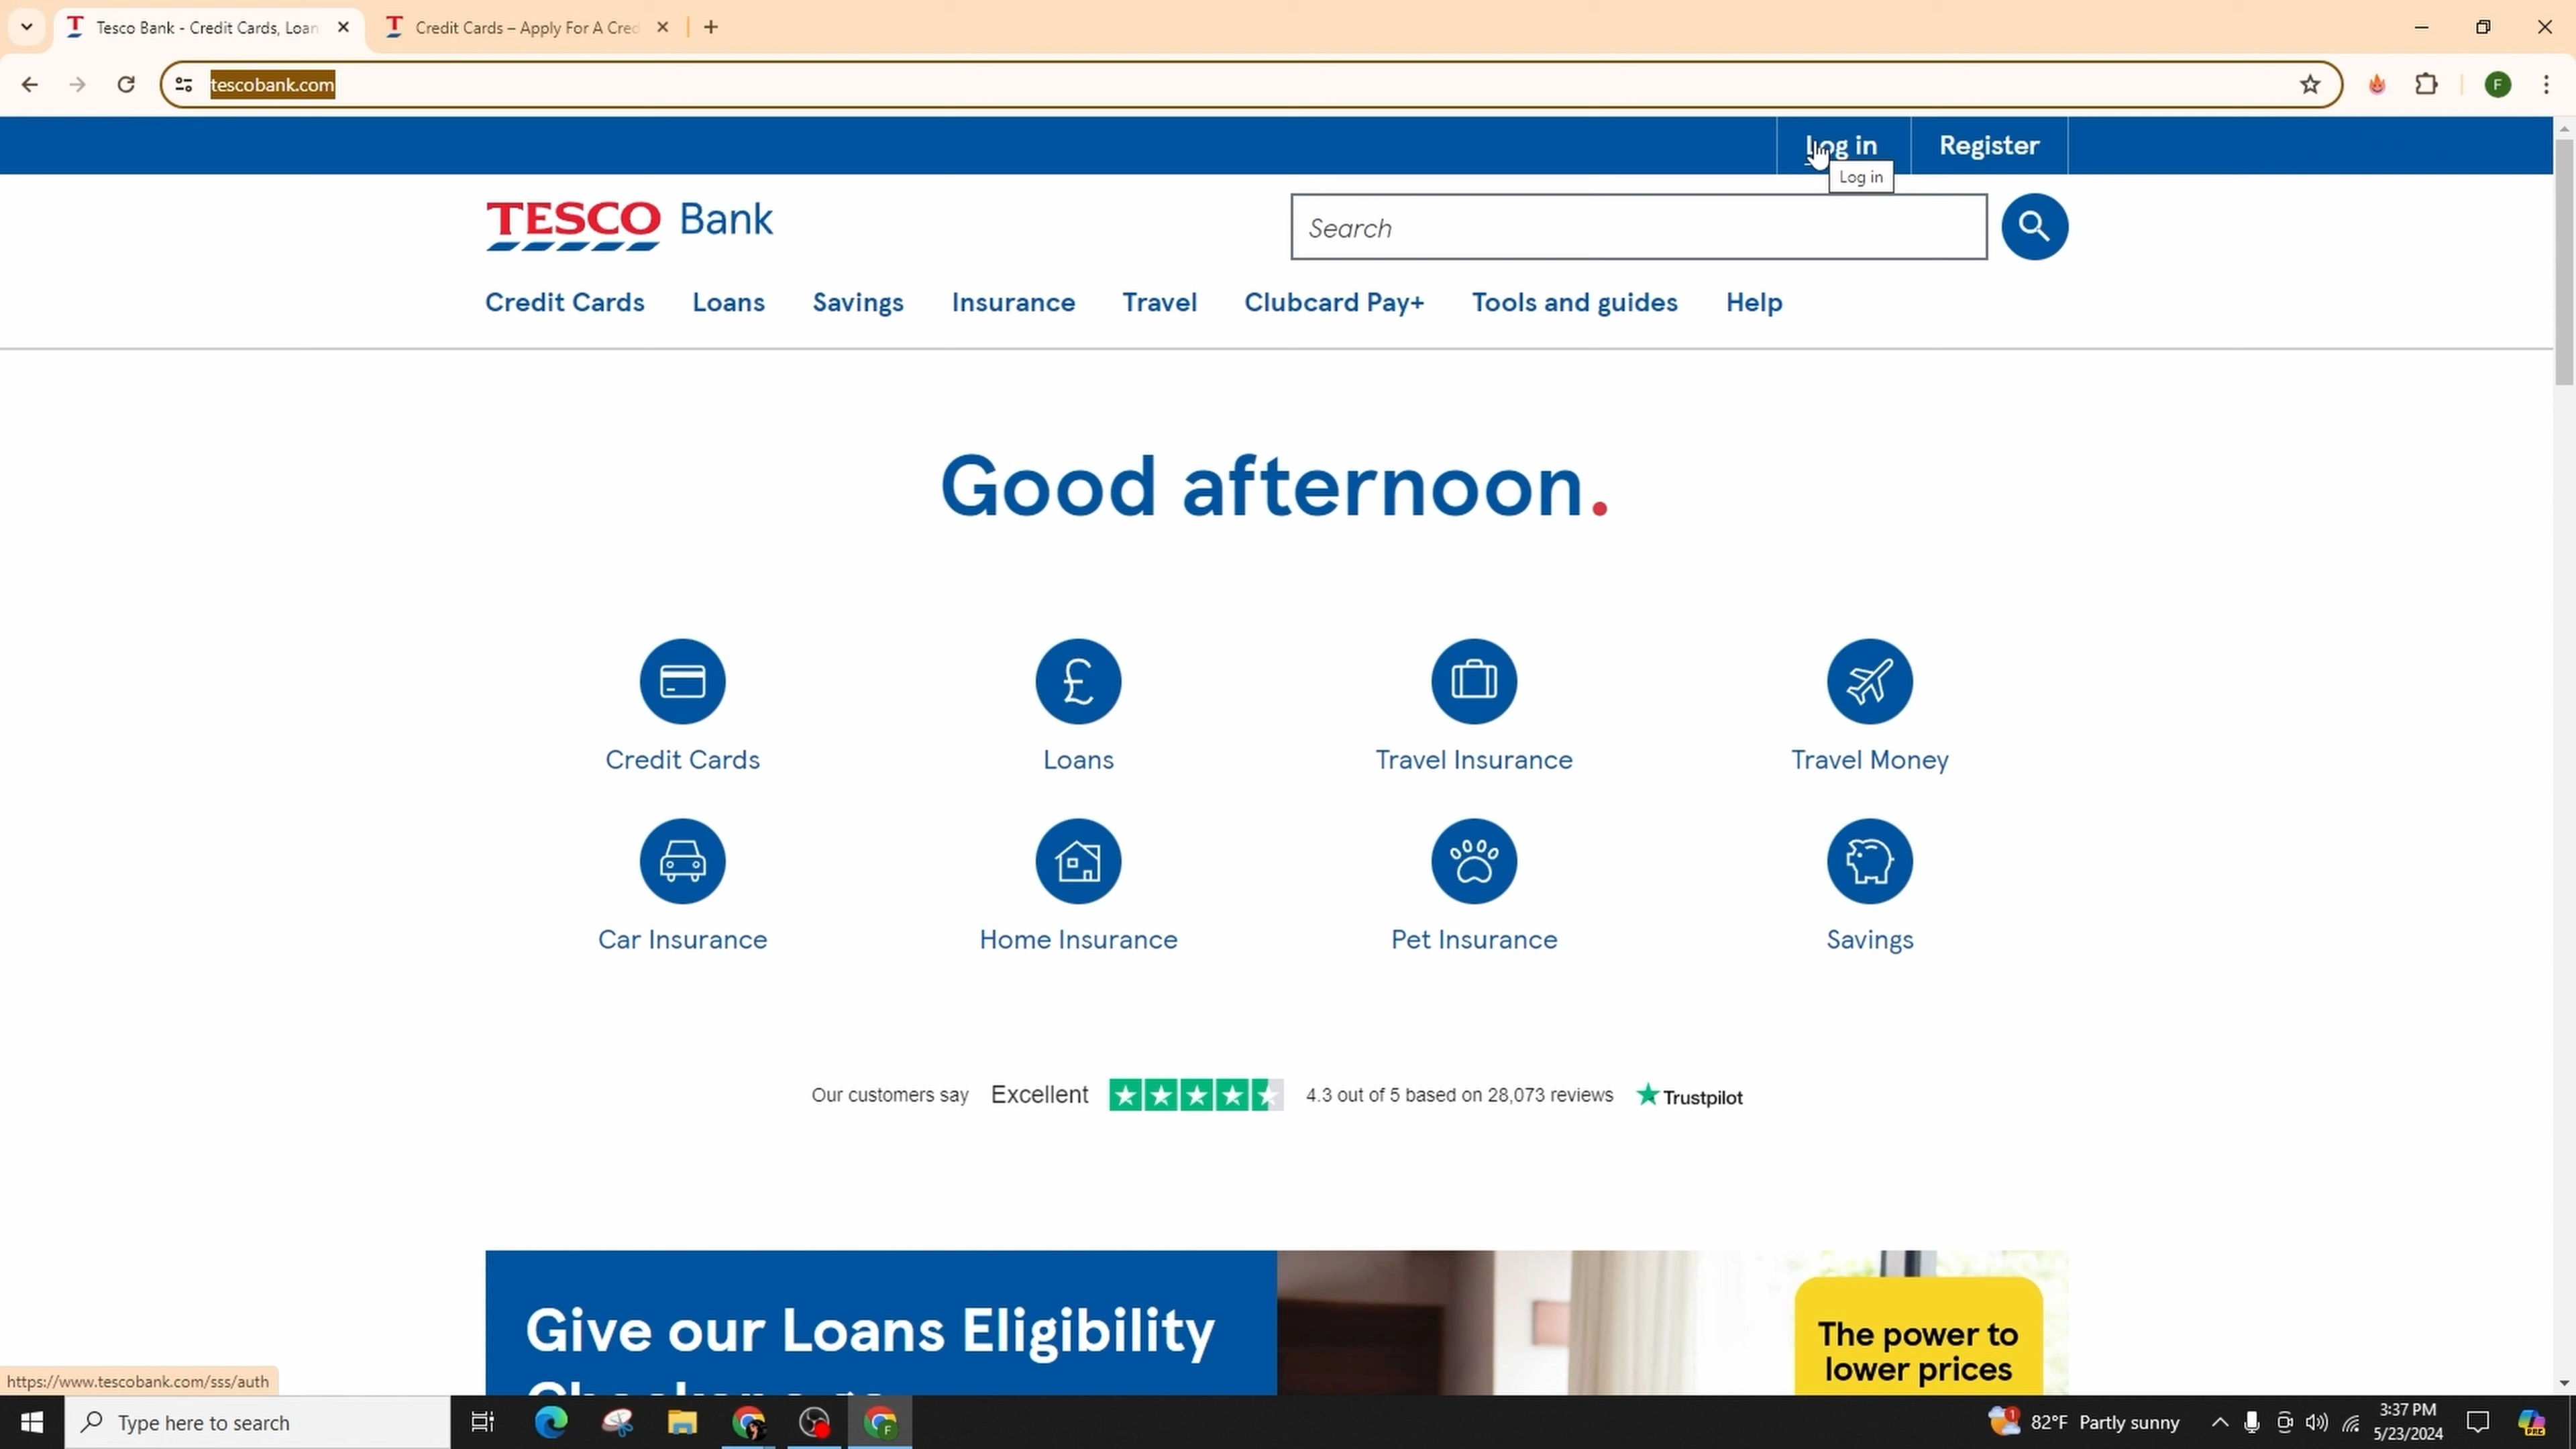 Tesco Bank - Credit Cards, Loan
Credit Cards – Apply For A Cred
tescobank.com
F
Log in
Register
Log in
TESCO Bank
Search
Credit Cards
Loans
Savings
Insurance
Travel
Clubcard Pay+
Tools and guides
Help
Good afternoon.
Credit Cards
Loans
Travel Insurance
Travel Money
Car Insurance
Home Insurance
Pet Insurance
Savings
Our customers say Excellent 4.3 out of 5 based on 28,073 reviews Trustpilot
Give our Loans Eligibility
The power to
lower prices
https://www.tescobank.com/sss/auth
Type here to search
82°F Partly sunny
3:37 PM
5/23/2024